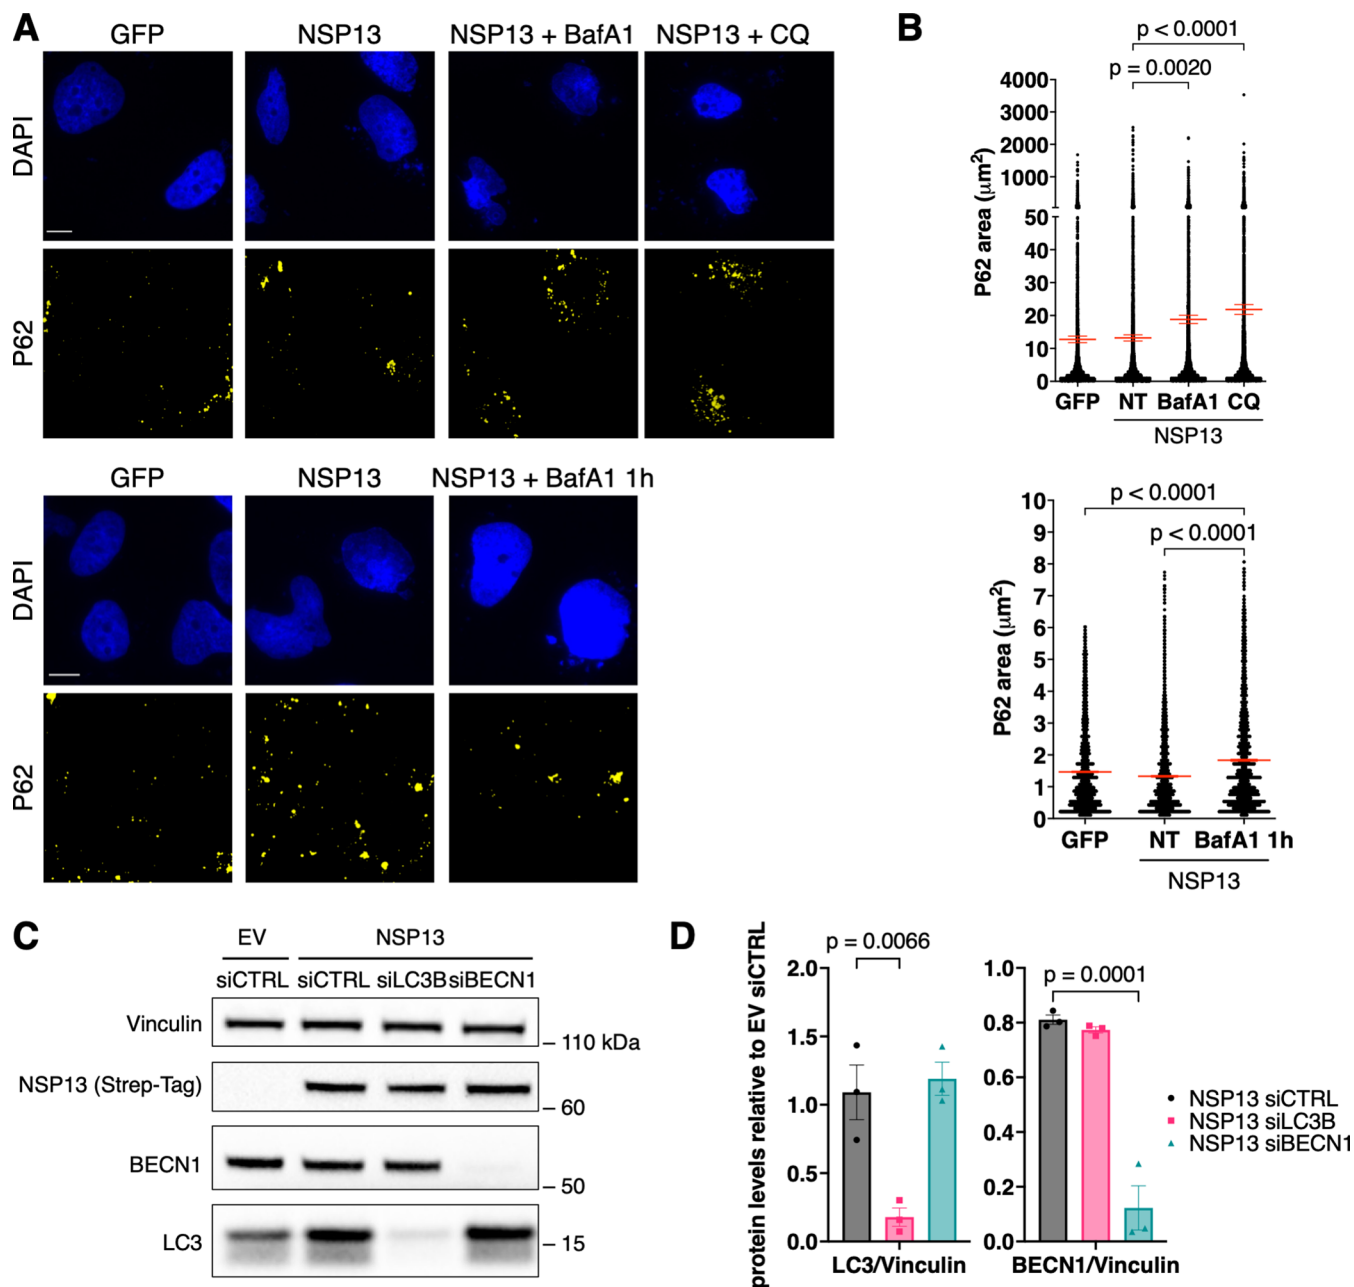 A
GFP
NSP13
NSP13 + BafA1
NSP13 + CQ
DAPI
P62
GFP
NSP13
NSP13 + BafA1 1h
DAPI
P62
B
p < 0.0001
p = 0.0020
P62 area (μm²)
4000
3000
2000
1000
50
40
30
20
10
0
GFP NT BafA1 CQ
NSP13
p < 0.0001
p < 0.0001
P62 area (μm²)
10
9
8
7
6
5
4
3
2
1
0
GFP NT BafA1 1h
NSP13
C
EV NSP13
siCTRL siCTRL siLC3B siBECN1
Vinculin
110 kDa
NSP13 (Strep-Tag)
60
BECN1
50
LC3
15
D
protein levels relative to EV siCTRL
p = 0.0066
2.0
1.5
1.0
0.5
0.0
LC3/Vinculin
p = 0.0001
1.0
0.8
0.6
0.4
0.2
0.0
BECN1/Vinculin
NSP13 siCTRL
NSP13 siLC3B
NSP13 siBECN1